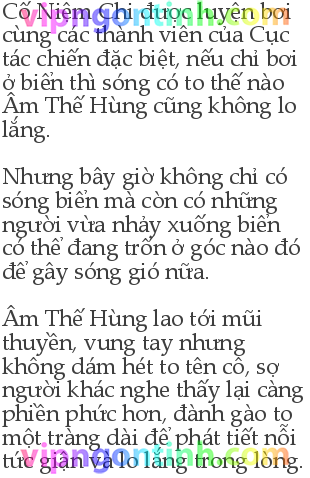 vipngontinh.com
Cố Niệm Chi được luyện bơi
cùng các thành viên của Cục
tác chiến đặc biệt, nếu chỉ bơi
ở biển thì sóng có to thế nào
Âm Thế Hùng cũng không lo
lắng.
Nhưng bây giờ không chỉ có
sóng biển mà còn có những
người vừa nhảy xuống biển
có thể đang trốn ở góc nào đó
để gây sóng gió nữa.
Âm Thế Hùng lao tới mũi
thuyền, vung tay nhưng
không dám hét to tên cô, sợ
người khác nghe thấy lại càng
phiền phức hơn, đành gào to
một tràng dài để phát tiết nỗi
tức giận và lo lắng trong lòng.
vipngontinh.com